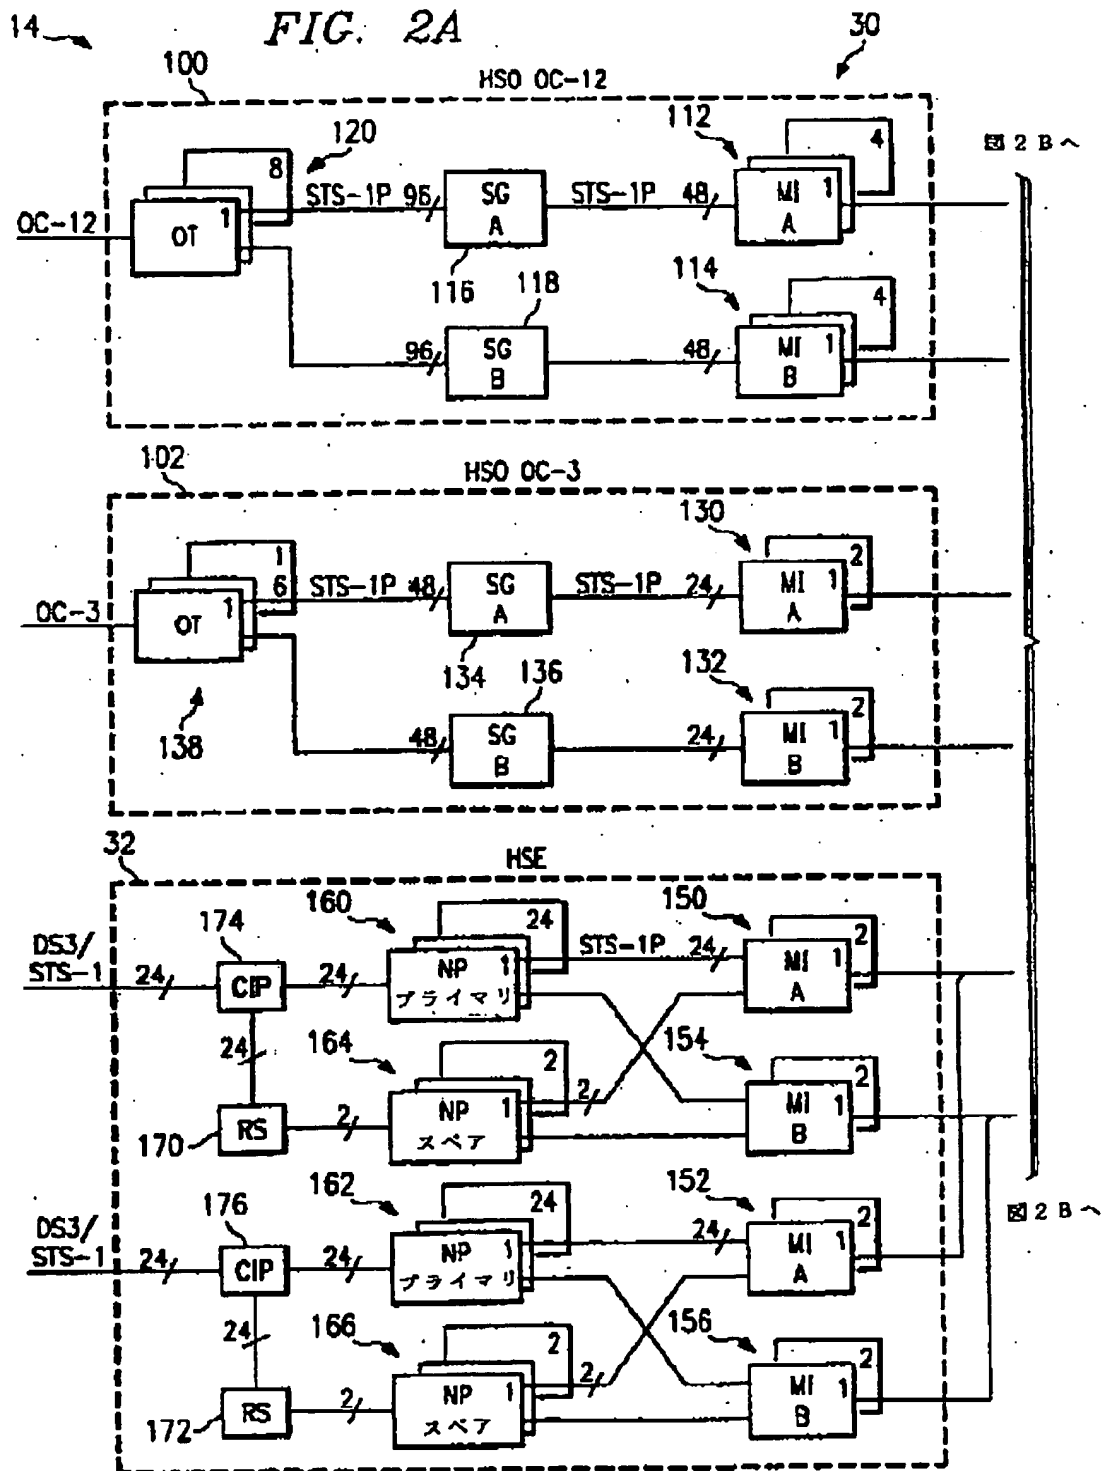 14
FIG. 2A
30
100
HSO OC-12
112
図2Bへ
120
8
4
STS-1P 96
SG
A
STS-1P 48
MI 1
A
OC-12
OT 1
116
118
114
4
96
SG
B
48
MI 1
B
102
HSO OC-3
130
1
6
2
STS-1P 48
SG
A
STS-1P 24
MI 1
A
OC-3
OT 1
134
136
132
138
2
48
SG
B
24
MI 1
B
32
HSE
160
150
174
24
2
DS3/
STS-1
24
CIP
24
NP 1
プライマリ
STS-1P 24
MI 1
A
24
164
154
2
2
170
RS
2
NP 1
スペア
2
MI 1
B
162
152
176
24
2
図2Bへ
DS3/
STS-1
24
CIP
24
NP 1
プライマリ
24
MI 1
A
24
166
156
2
2
172
RS
2
NP 1
スペア
2
MI 1
B